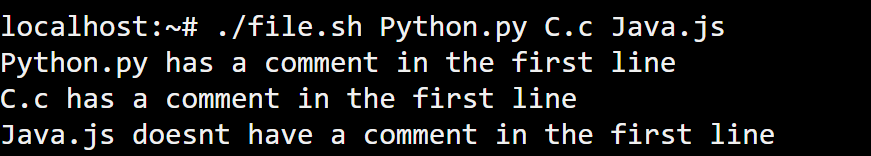 localhost:~# ./file.sh Python.py C.c Java.js
Python.py has a comment in the first line
C.c has a comment in the first line
Java.js doesnt have a comment in the first line